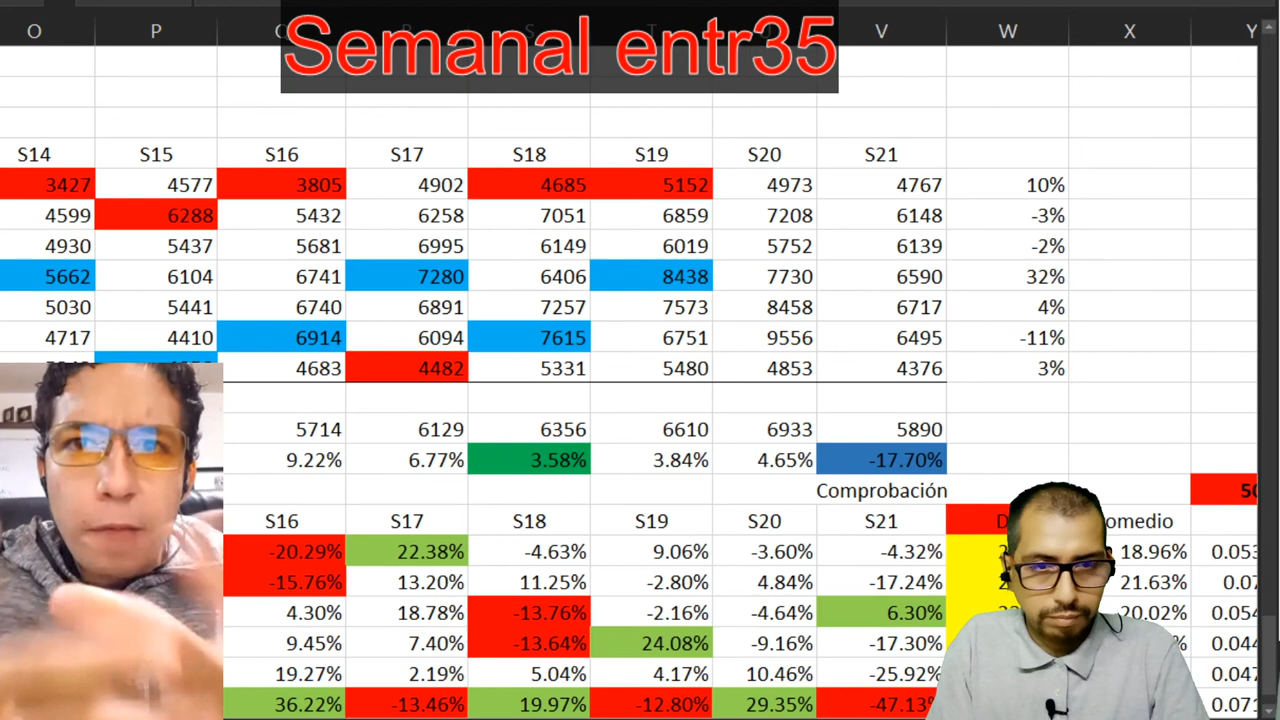 Semanal entr35
O P V W X
S14 S15 S16 S17 S18 S19 S20 S21
3427 4577 3805 4902 4685 5152 4973 4767 10%
4599 6288 5432 6258 7051 6859 7208 6148 -3%
4930 5437 5681 6995 6149 6019 5752 6139 -2%
5662 6104 6741 7280 6406 8438 7730 6590 32%
5030 5441 6740 6891 7257 7573 8458 6717 4%
4717 4410 6914 6094 7615 6751 9556 6495 -11%
4683 4482 5331 5480 4853 4376 3%
5714 6129 6356 6610 6933 5890
9.22% 6.77% 3.58% 3.84% 4.65% -17.70%
Comprobación
S16 S17 S18 S19 S20 S21
-20.29% 22.38% -4.63% 9.06% -3.60% -4.32% 18.96%
-15.76% 13.20% 11.25% -2.80% 4.84% -17.24% 21.63%
4.30% 18.78% -13.76% -2.16% -4.64% 6.30% 20.02%
9.45% 7.40% -13.64% 24.08% -9.16% -17.30%
19.27% 2.19% 5.04% 4.17% 10.46% -25.92%
36.22% -13.46% 19.97% -12.80% 29.35% -47.13%